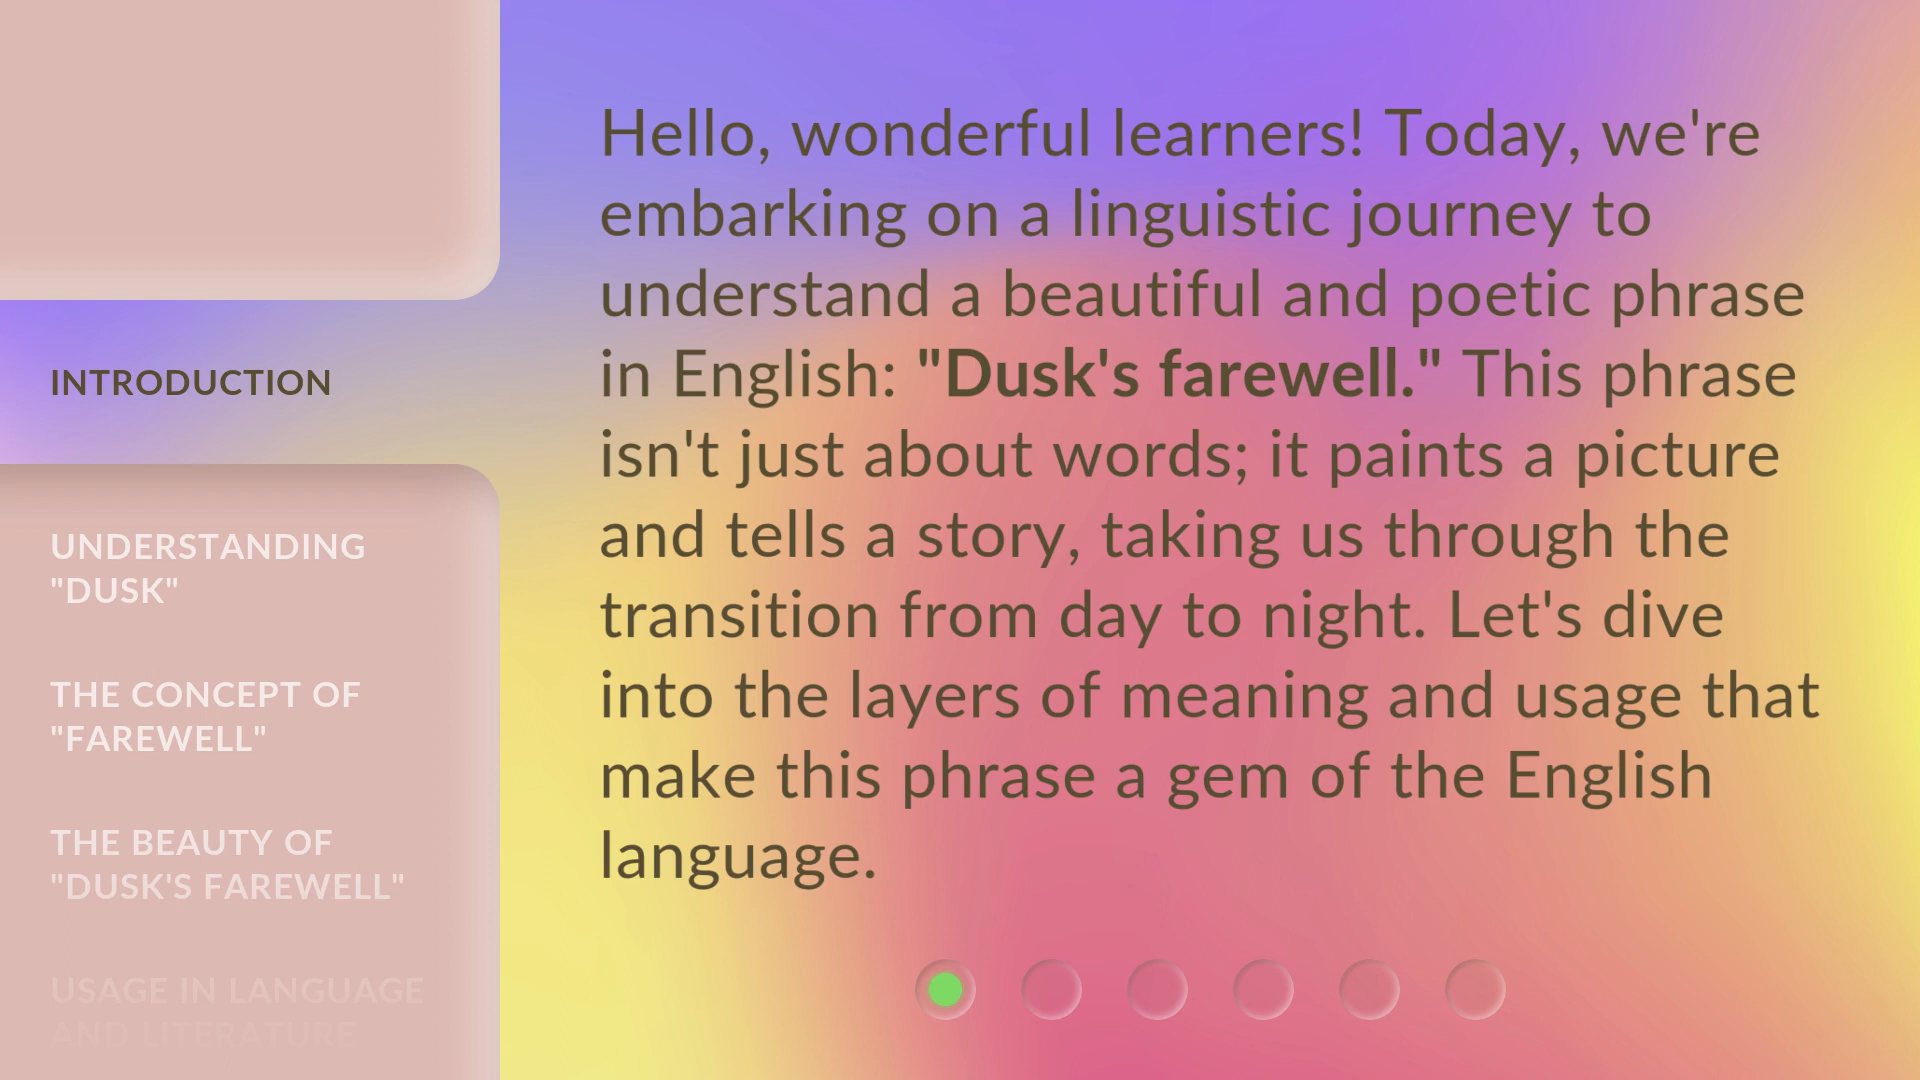 INTRODUCTION
UNDERSTANDING
"DUSK"
THE CONCEPT OF
"FAREWELL"
THE BEAUTY OF
"DUSK'S FAREWELL"
USAGE IN LANGUAGE
AND LITERATURE
Hello, wonderful learners! Today, we're
embarking on a linguistic journey to
understand a beautiful and poetic phrase
in English: "Dusk's farewell." This phrase
isn't just about words; it paints a picture
and tells a story, taking us through the
transition from day to night. Let's dive
into the layers of meaning and usage that
make this phrase a gem of the English
language.